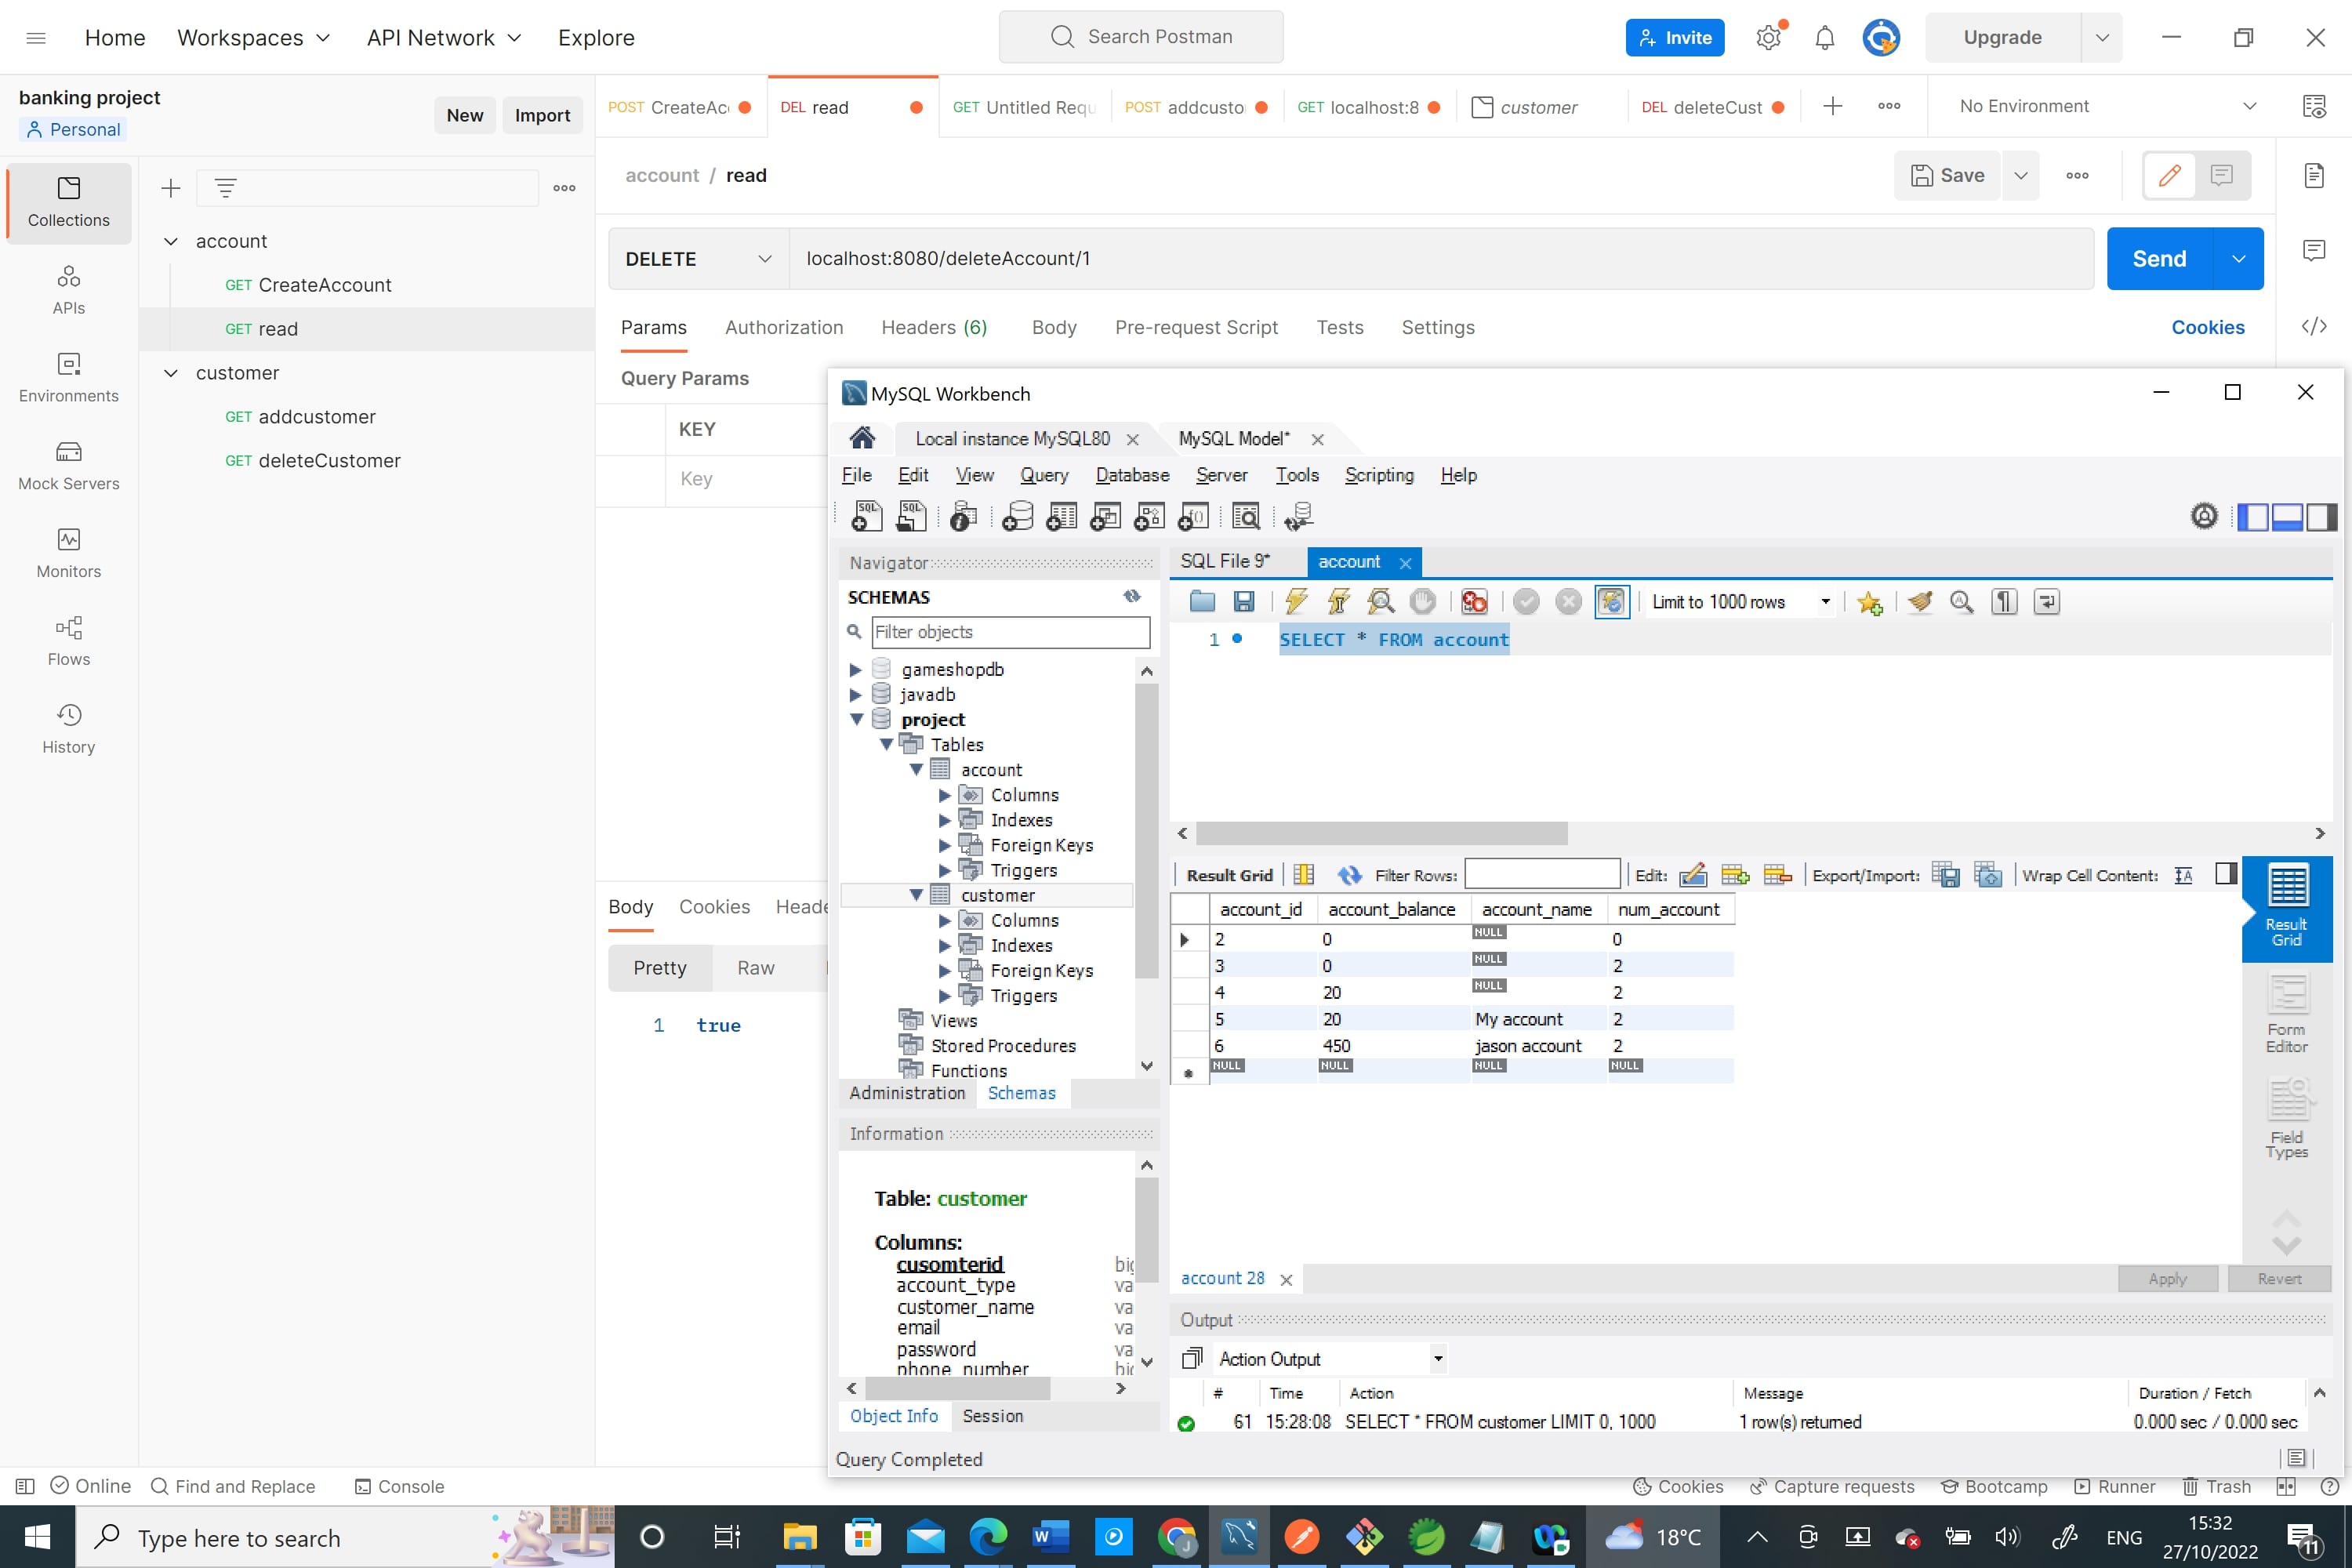 Home
Workspaces
API Network
Explore
Search Postman
Invite
Upgrade
banking project
Personal
New
Import
POST CreateAc
DEL read
GET Untitled Requ
POST addcusto
GET localhost:8
customer
DEL deleteCust
No Environment
Collections
APIs
Environments
Mock Servers
Monitors
Flows
History
account
GET CreateAccount
GET read
customer
GET addcustomer
GET deleteCustomer
account / read
Save
DELETE
localhost:8080/deleteAccount/1
Send
Params
Authorization
Headers (6)
Body
Pre-request Script
Tests
Settings
Cookies
Query Params
KEY
Key
Body
Cookies
Heade
Pretty
Raw
1 true
MySQL Workbench
Local instance MySQL80
MySQL Model*
File Edit View Query Database Server Tools Scripting Help
Navigator
SCHEMAS
Filter objects
gameshopdb
javadb
project
Tables
account
Columns
Indexes
Foreign Keys
Triggers
customer
Columns
Indexes
Foreign Keys
Triggers
Views
Stored Procedures
Functions
Administration Schemas
Information
Table: customer
Columns:
cusomterid big
account_type va
customer_name va
email va
password va
phone_number big
Object Info Session
Query Completed
SQL File 9*
account
Limit to 1000 rows
1 SELECT * FROM account
Result Grid
Filter Rows:
Edit:
Export/Import:
Wrap Cell Content:
account_id account_balance account_name num_account
2 0 NULL 0
3 0 NULL 2
4 20 NULL 2
5 20 My account 2
6 450 jason account 2
NULL NULL NULL NULL
Result
Grid
Form
Editor
Field
Types
account 28
Apply
Revert
Output
Action Output
# Time Action Message Duration / Fetch
61 15:28:08 SELECT * FROM customer LIMIT 0, 1000 1 row(s) returned 0.000 sec / 0.000 sec
Online
Find and Replace
Console
Cookies
Capture requests
Bootcamp
Runner
Trash
Type here to search
18°C
ENG
15:32
27/10/2022
11